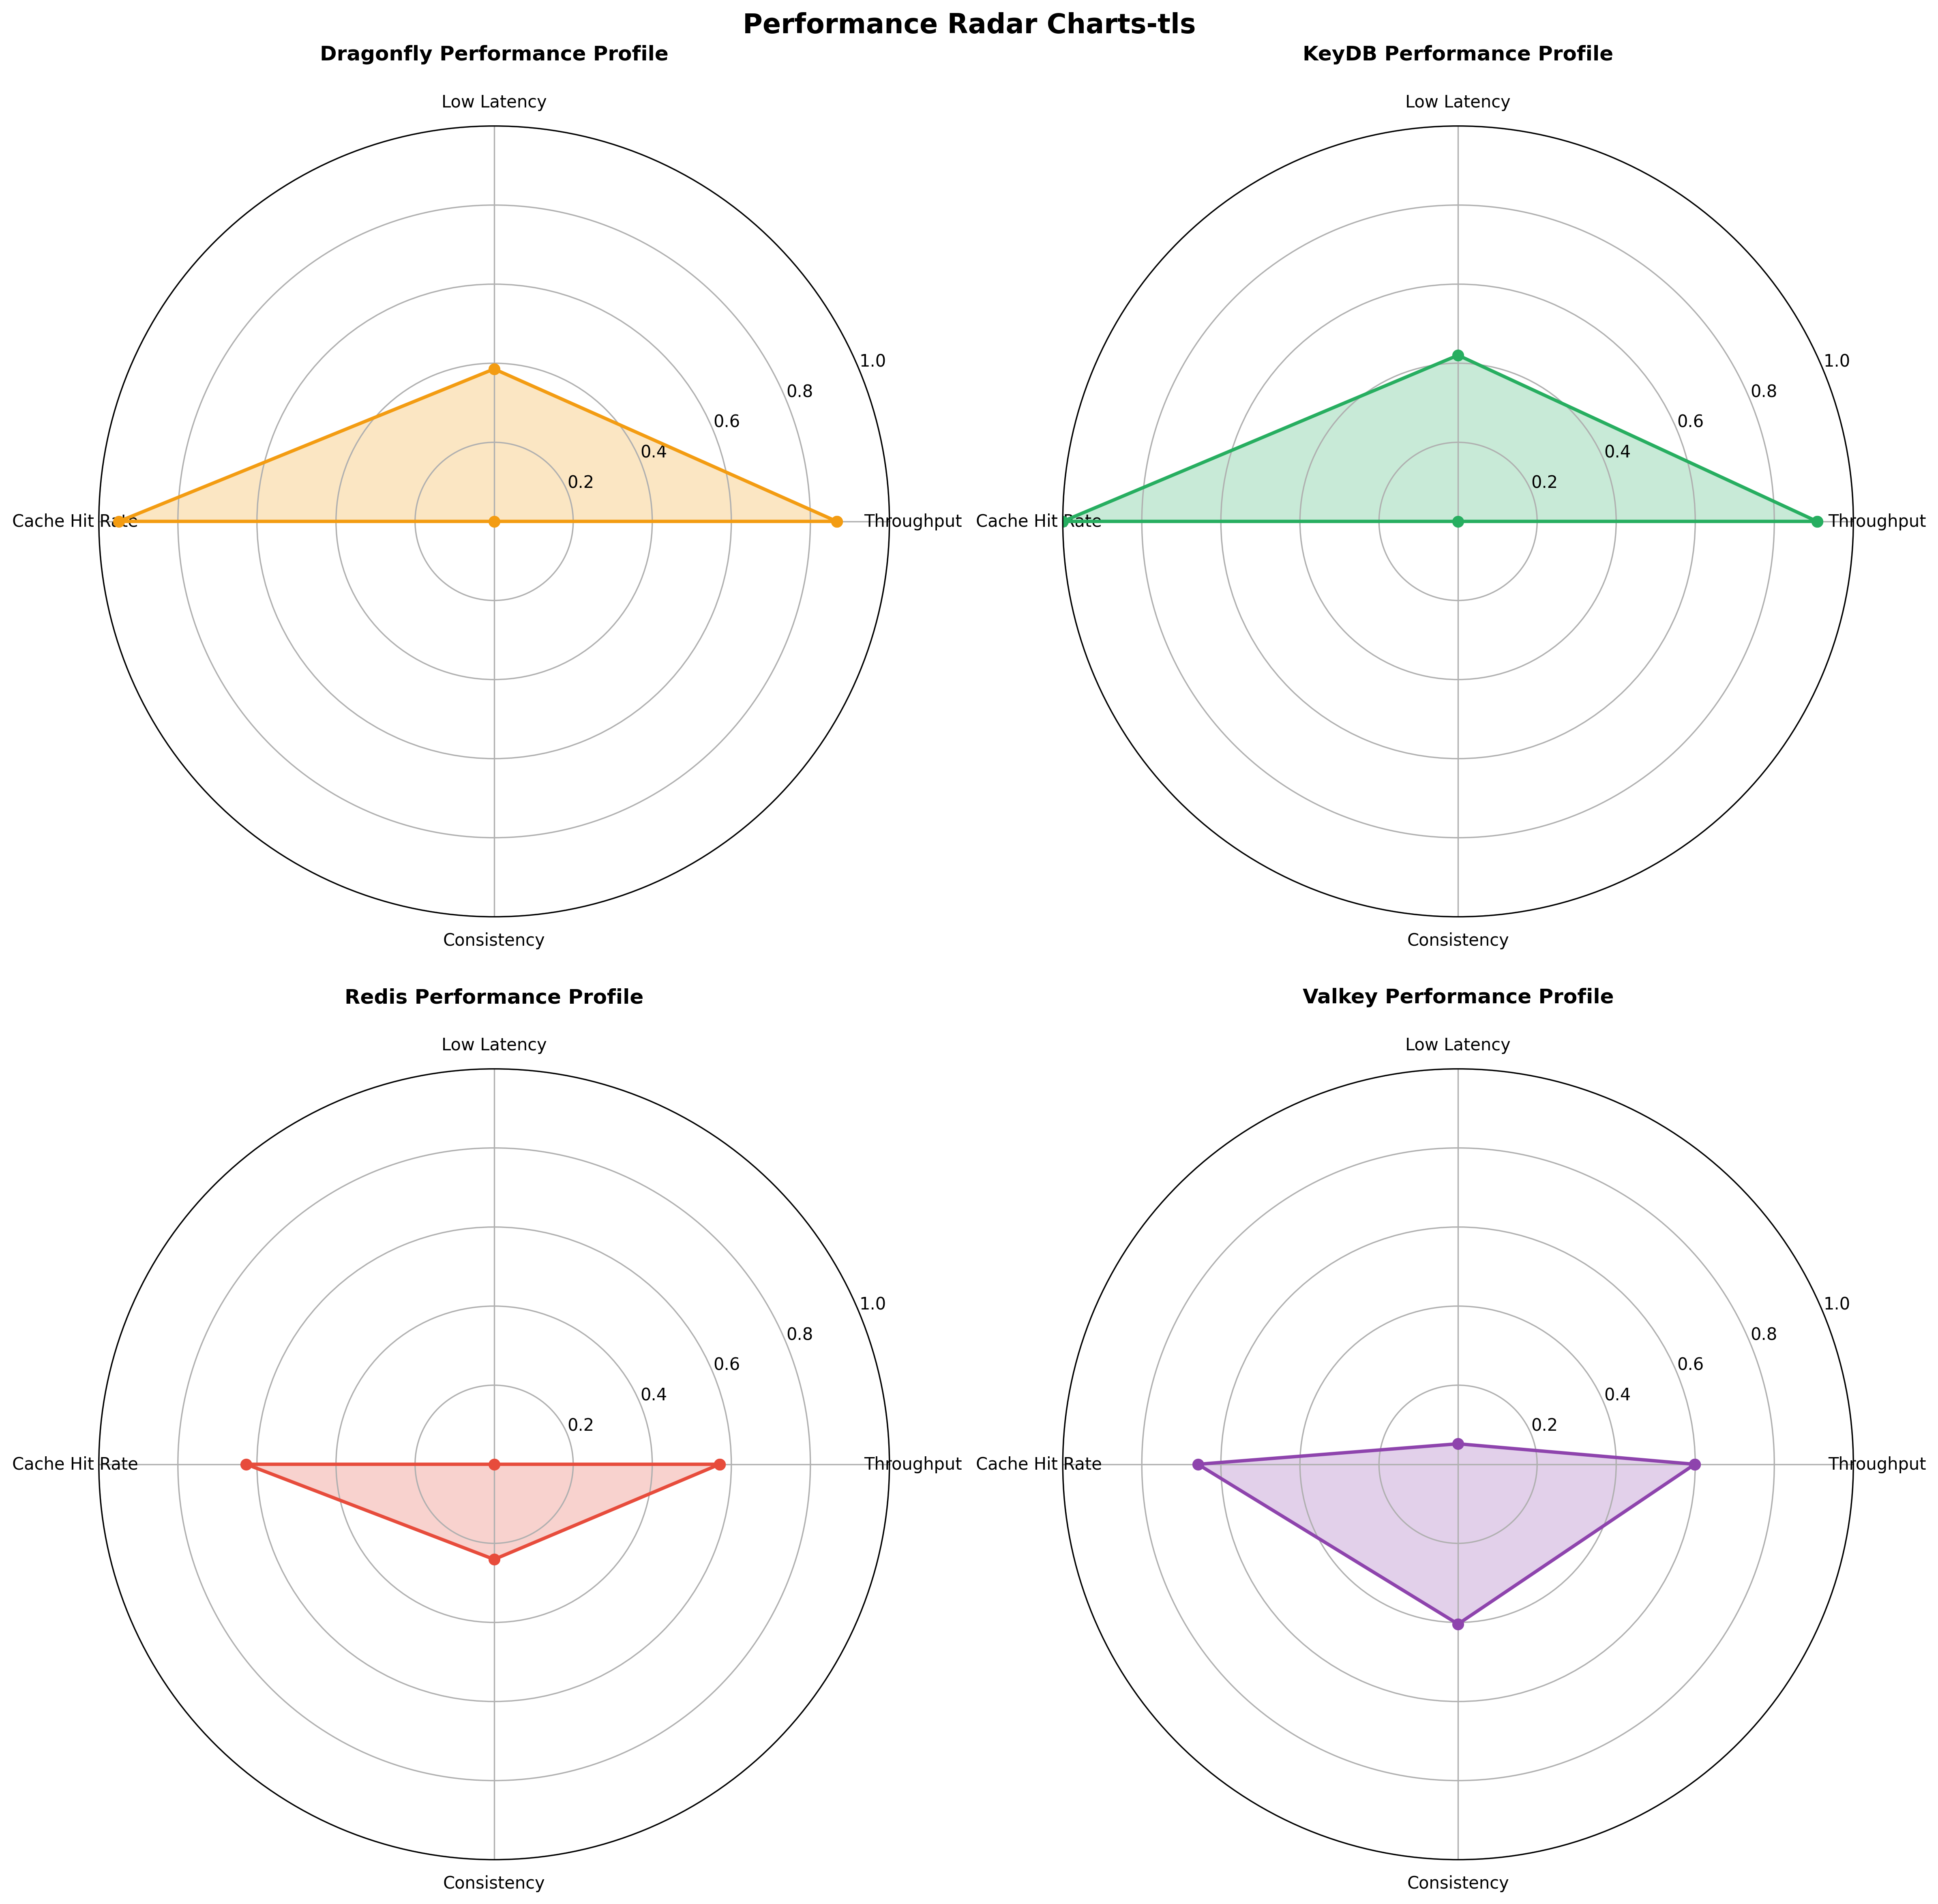 Performance Radar Charts-tls
Dragonfly Performance Profile
Low Latency
1.0
0.8
0.6
0.4
0.2
Cache Hit Rate
Throughput
Consistency
KeyDB Performance Profile
Low Latency
1.0
0.8
0.6
0.4
0.2
Cache Hit Rate
Throughput
Consistency
Redis Performance Profile
Low Latency
1.0
0.8
0.6
0.4
0.2
Cache Hit Rate
Throughput
Consistency
Valkey Performance Profile
Low Latency
1.0
0.8
0.6
0.4
0.2
Cache Hit Rate
Throughput
Consistency